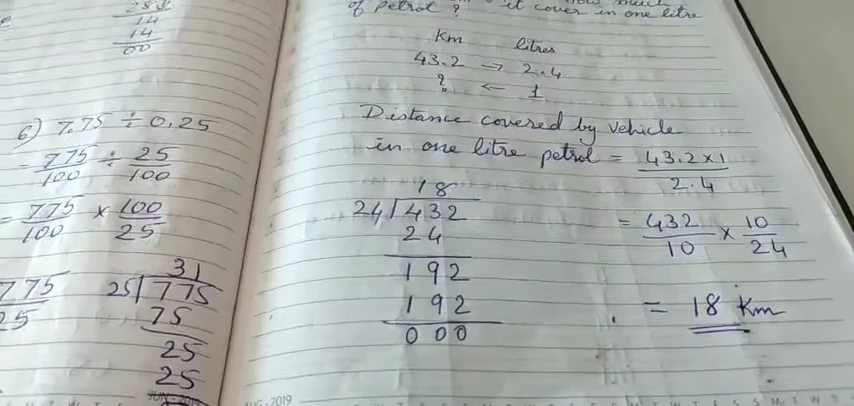 14
14
00
6) 7.75 ÷ 0.25
= 775/100 ÷ 25/100
= 775/100 × 100/25
775/25
31
25) 775
75
25
25
JUN - 2019
of petrol ? it cover in one litre
Km litres
43.2 → 2.4
? ← 1
Distance covered by vehicle
in one litre petrol = 43.2 × 1 / 2.4
18
24) 432
24
192
192
000
= 432/10 × 10/24
= 18 Km
AUG - 2019